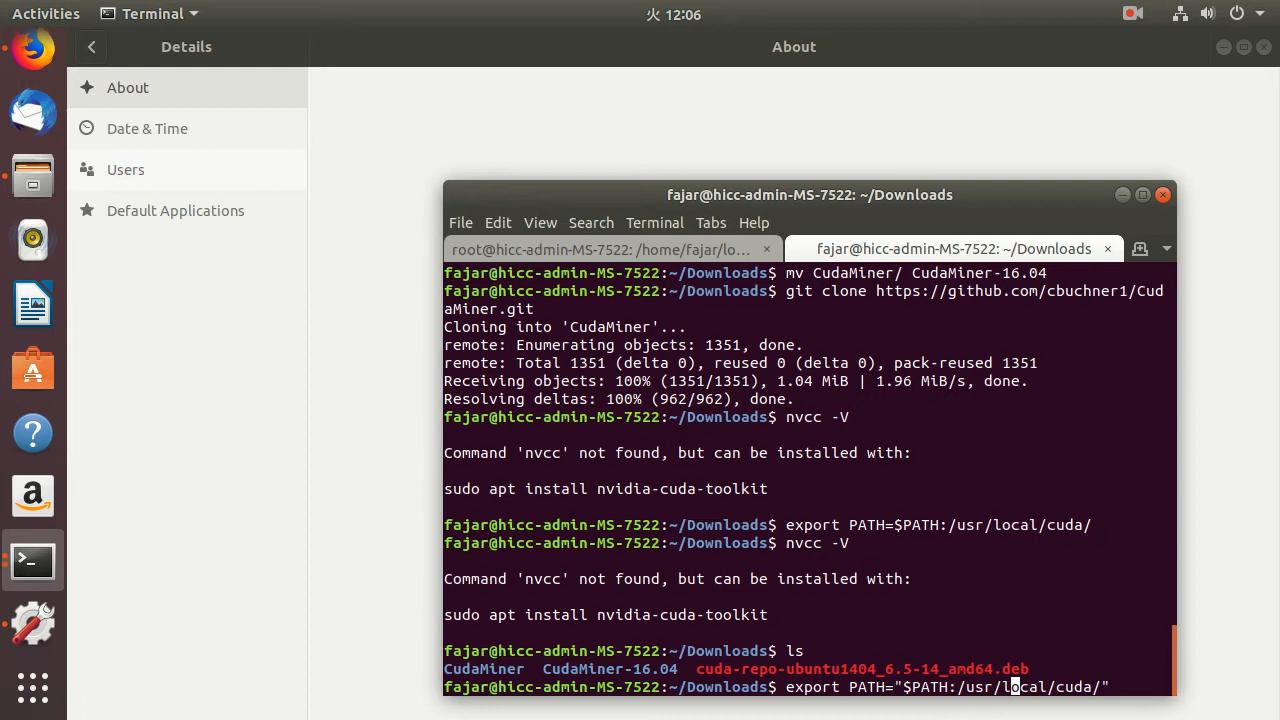 Activities
Terminal
火 12:06
Details
About
About
Date & Time
Users
Default Applications
fajar@hicc-admin-MS-7522: ~/Downloads
File Edit View Search Terminal Tabs Help
root@hicc-admin-MS-7522: /home/fajar/lo...
fajar@hicc-admin-MS-7522: ~/Downloads
fajar@hicc-admin-MS-7522:~/Downloads$ mv CudaMiner/ CudaMiner-16.04
fajar@hicc-admin-MS-7522:~/Downloads$ git clone https://github.com/cbuchner1/Cud
aMiner.git
Cloning into 'CudaMiner'...
remote: Enumerating objects: 1351, done.
remote: Total 1351 (delta 0), reused 0 (delta 0), pack-reused 1351
Receiving objects: 100% (1351/1351), 1.04 MiB | 1.96 MiB/s, done.
Resolving deltas: 100% (962/962), done.
fajar@hicc-admin-MS-7522:~/Downloads$ nvcc -V
Command 'nvcc' not found, but can be installed with:
sudo apt install nvidia-cuda-toolkit
fajar@hicc-admin-MS-7522:~/Downloads$ export PATH=$PATH:/usr/local/cuda/
fajar@hicc-admin-MS-7522:~/Downloads$ nvcc -V
Command 'nvcc' not found, but can be installed with:
sudo apt install nvidia-cuda-toolkit
fajar@hicc-admin-MS-7522:~/Downloads$ ls
CudaMiner CudaMiner-16.04 cuda-repo-ubuntu1404_6.5-14_amd64.deb
fajar@hicc-admin-MS-7522:~/Downloads$ export PATH="$PATH:/usr/local/cuda/"